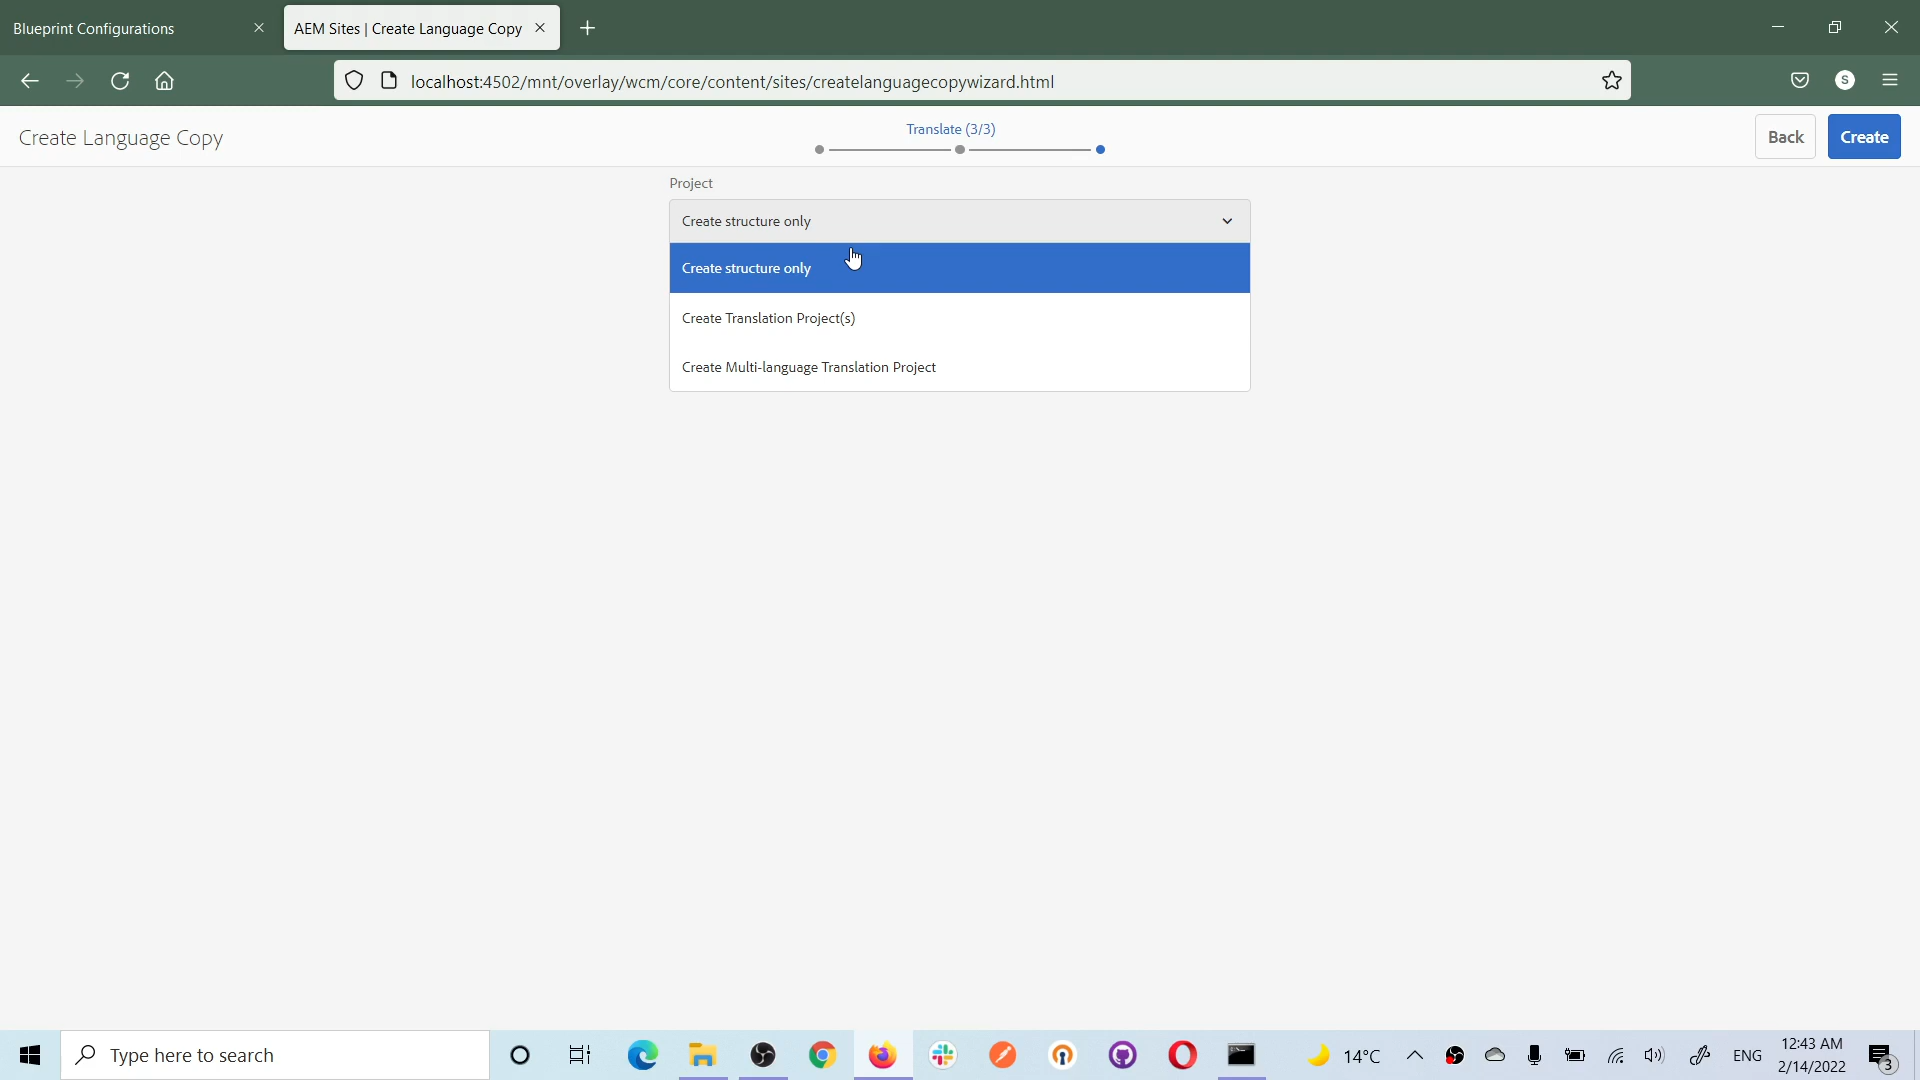 Blueprint Configurations
AEM Sites | Create Language Copy
localhost:4502/mnt/overlay/wcm/core/content/sites/createlanguagecopywizard.html
S
Create Language Copy
Translate (3/3)
Back
Create
Project
Create structure only
Create structure only
Create Translation Project(s)
Create Multi-language Translation Project
Type here to search
14°C
ENG
12:43 AM
2/14/2022
3